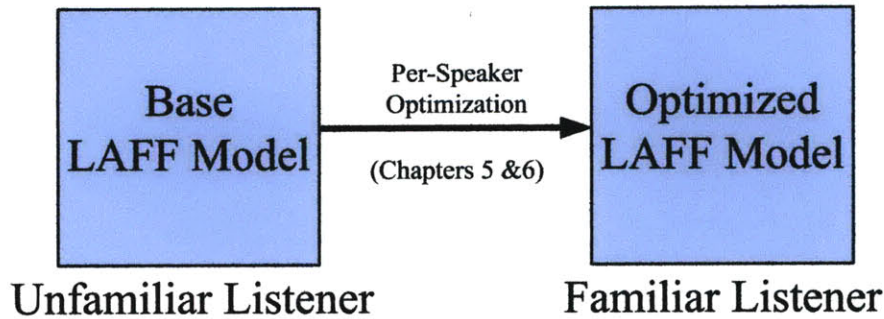 Base
LAFF Model
Per-Speaker
Optimization
(Chapters 5 &6)
Optimized
LAFF Model
Unfamiliar Listener
Familiar Listener